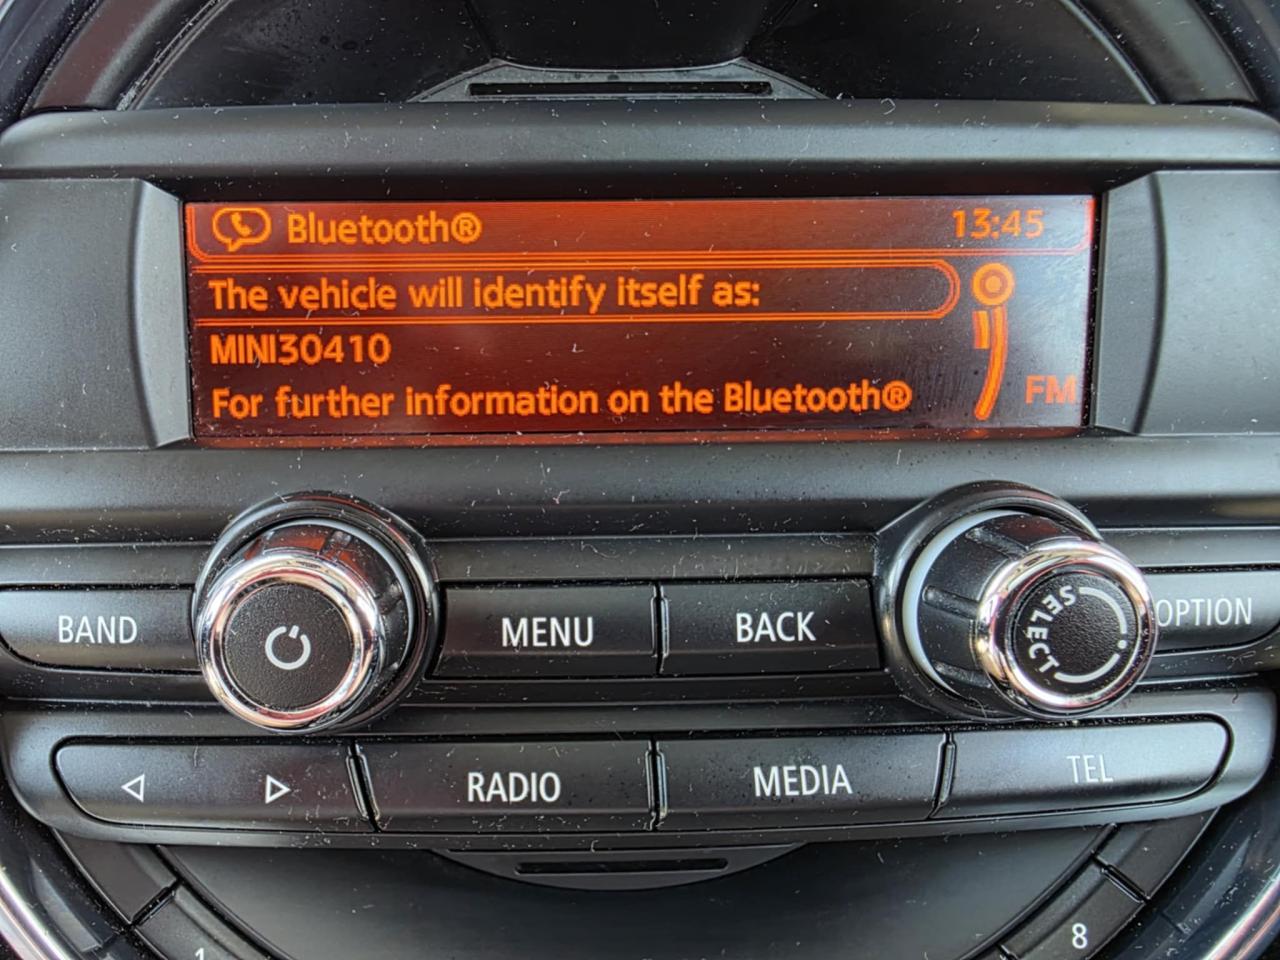 Bluetooth® 13:45
The vehicle will identify itself as:
MINI30410
For further information on the Bluetooth®
FM
BAND MENU BACK SELECT OPTION
RADIO MEDIA TEL
1 8